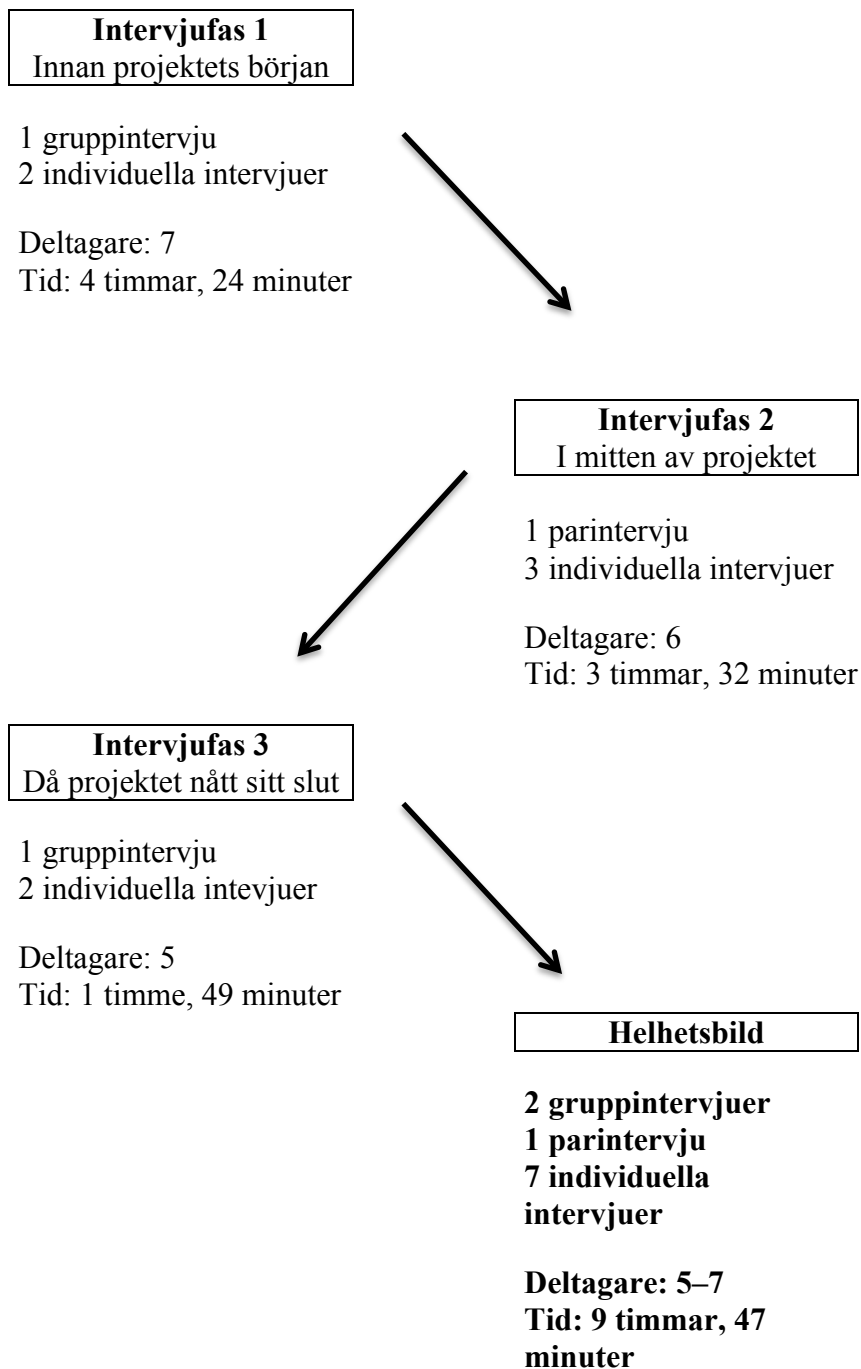 Intervjufas 1
Innan projektets början
1 gruppintervju
2 individuella intervjuer
Deltagare: 7
Tid: 4 timmar, 24 minuter
Intervjufas 2
I mitten av projektet
1 parintervju
3 individuella intervjuer
Deltagare: 6
Tid: 3 timmar, 32 minuter
Intervjufas 3
Då projektet nått sitt slut
1 gruppintervju
2 individuella intevjuer
Deltagare: 5
Tid: 1 timme, 49 minuter
Helhetsbild
2 gruppintervjuer
1 parintervju
7 individuella
intervjuer
Deltagare: 5–7
Tid: 9 timmar, 47
minuter